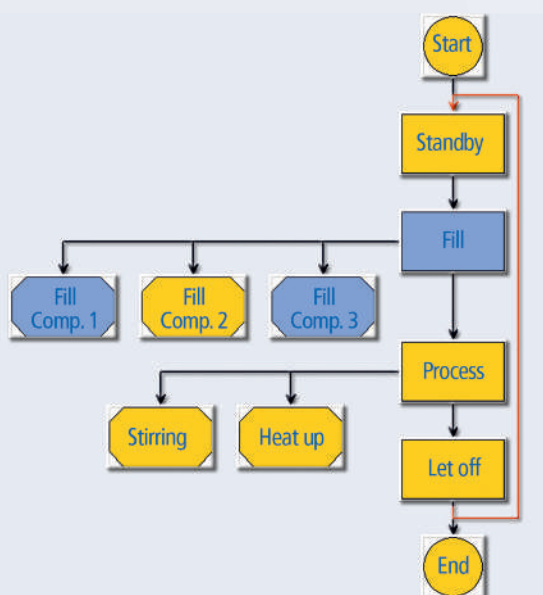 Start
Standby
Fill
Fill
Comp. 1
Fill
Comp. 2
Fill
Comp. 3
Process
Stirring
Heat up
Let off
End